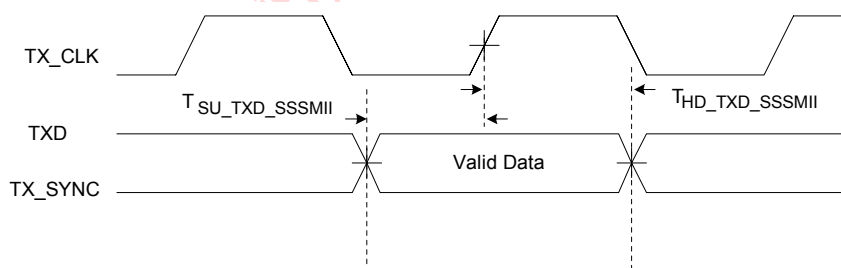 TX_CLK
T SU_TXD_SSSMII
THD_TXD_SSSMII
TXD
Valid Data
TX_SYNC